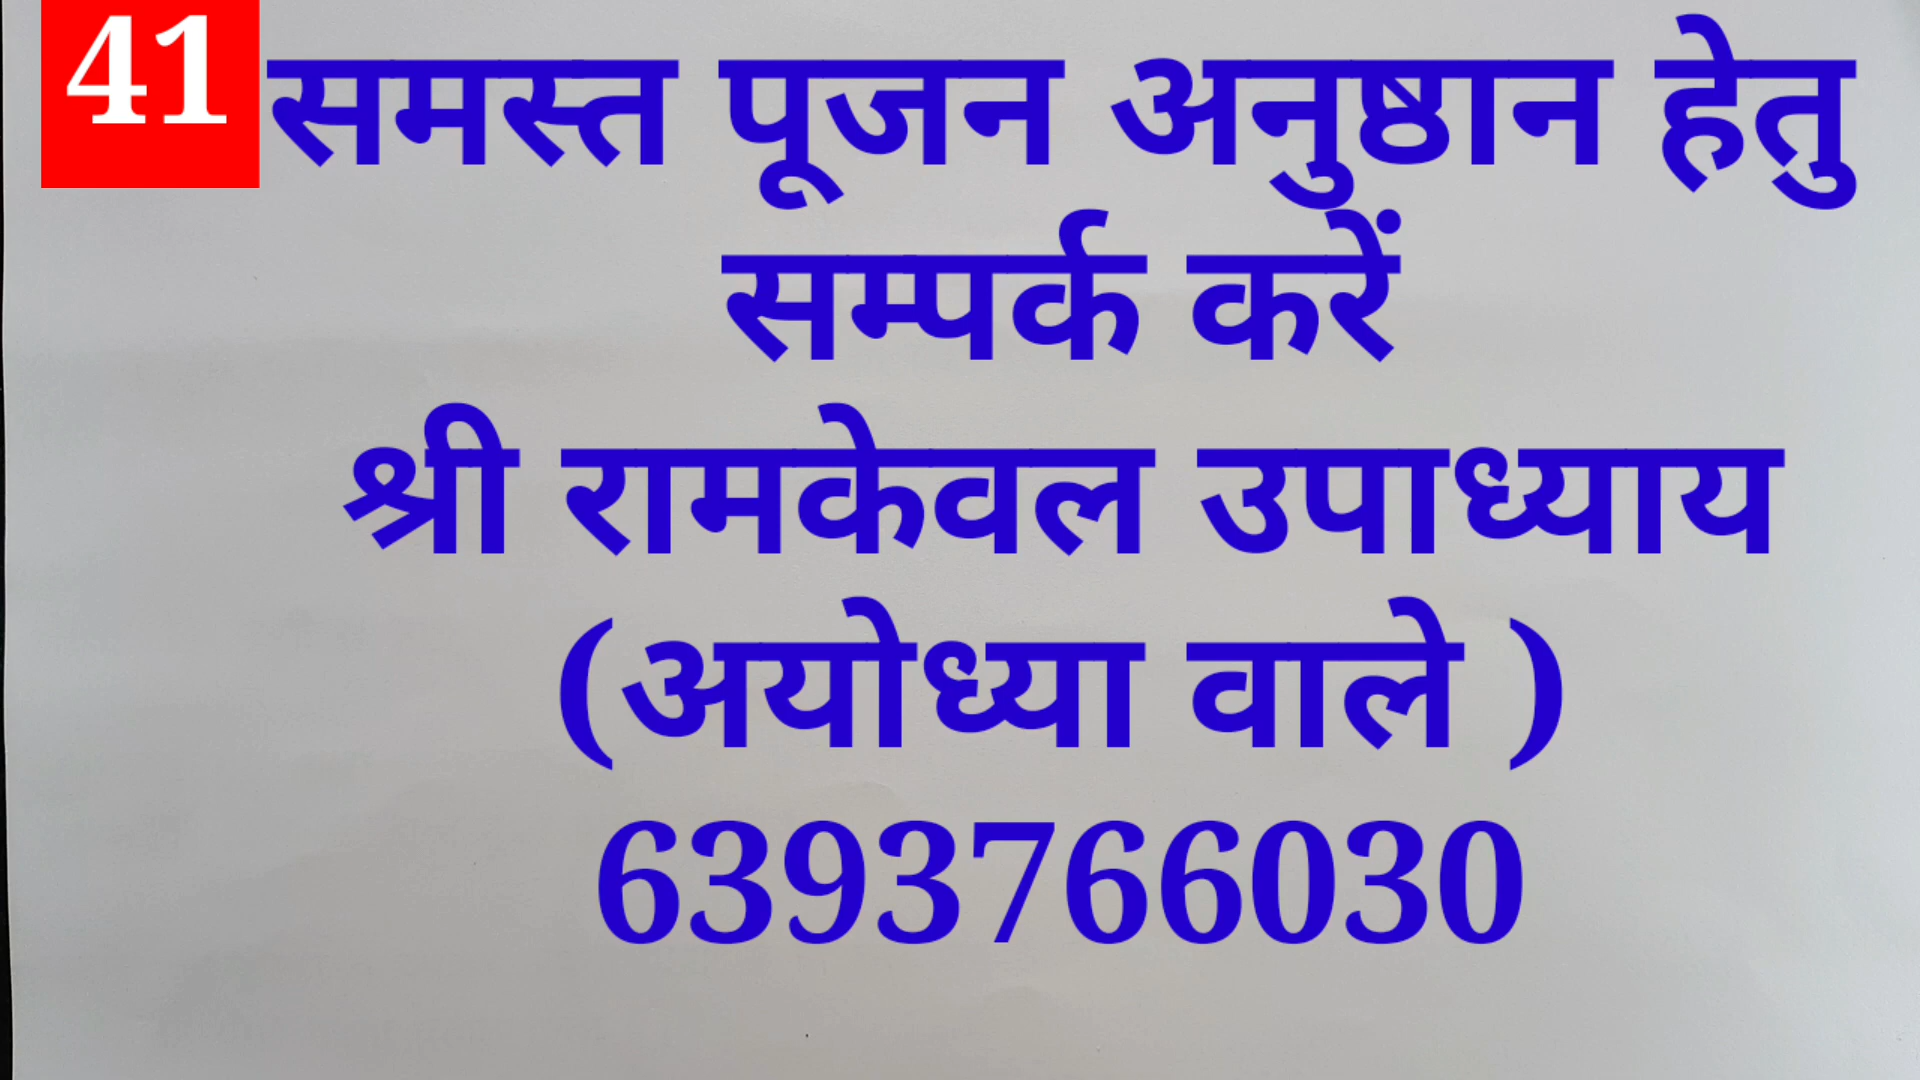 41
समस्त पूजन अनुष्ठान हेतु
सम्पर्क करें
श्री रामकेवल उपाध्याय
(अयोध्या वाले )
6393766030